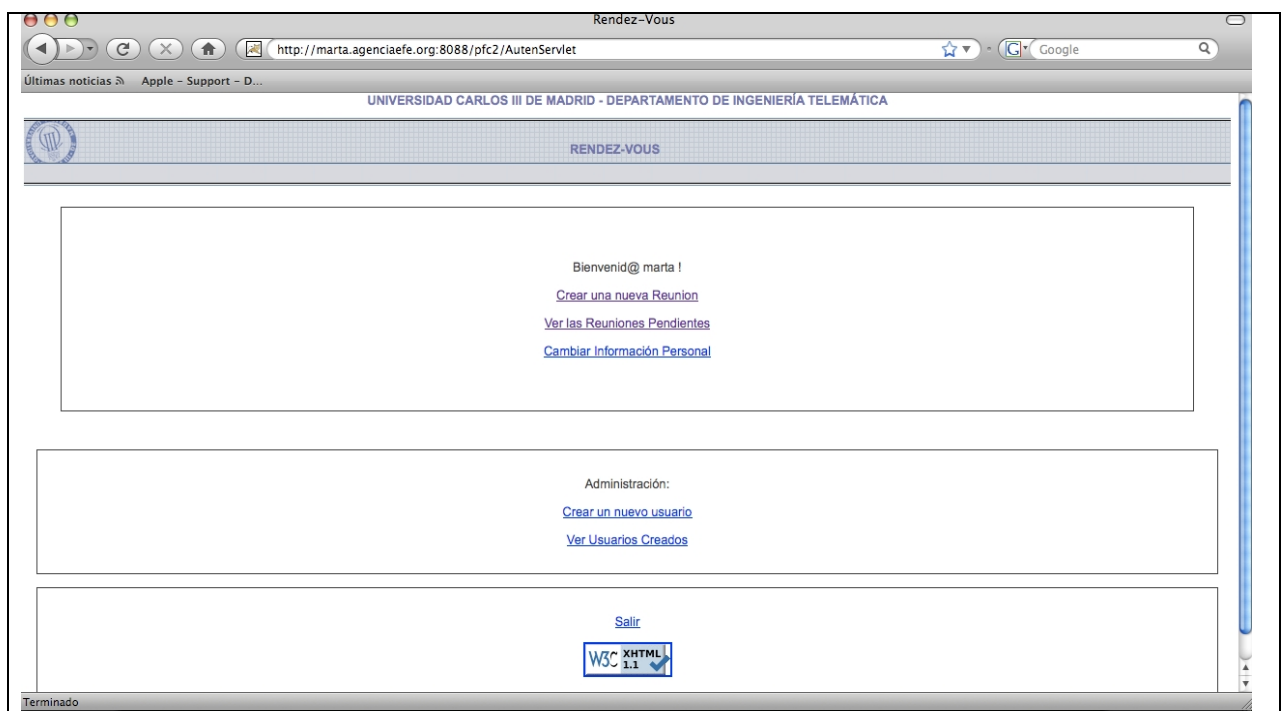 Rendez-Vous
http://marta.agenciaefe.org:8088/pfc2/AutenServlet
G Google
Últimas noticias Apple - Support - D...
UNIVERSIDAD CARLOS III DE MADRID - DEPARTAMENTO DE INGENIERÍA TELEMÁTICA
RENDEZ-VOUS
Bienvenid@ marta !
Crear una nueva Reunion
Ver las Reuniones Pendientes
Cambiar Información Personal
Administración:
Crear un nuevo usuario
Ver Usuarios Creados
Salir
W3C XHTML
1.1
Terminado